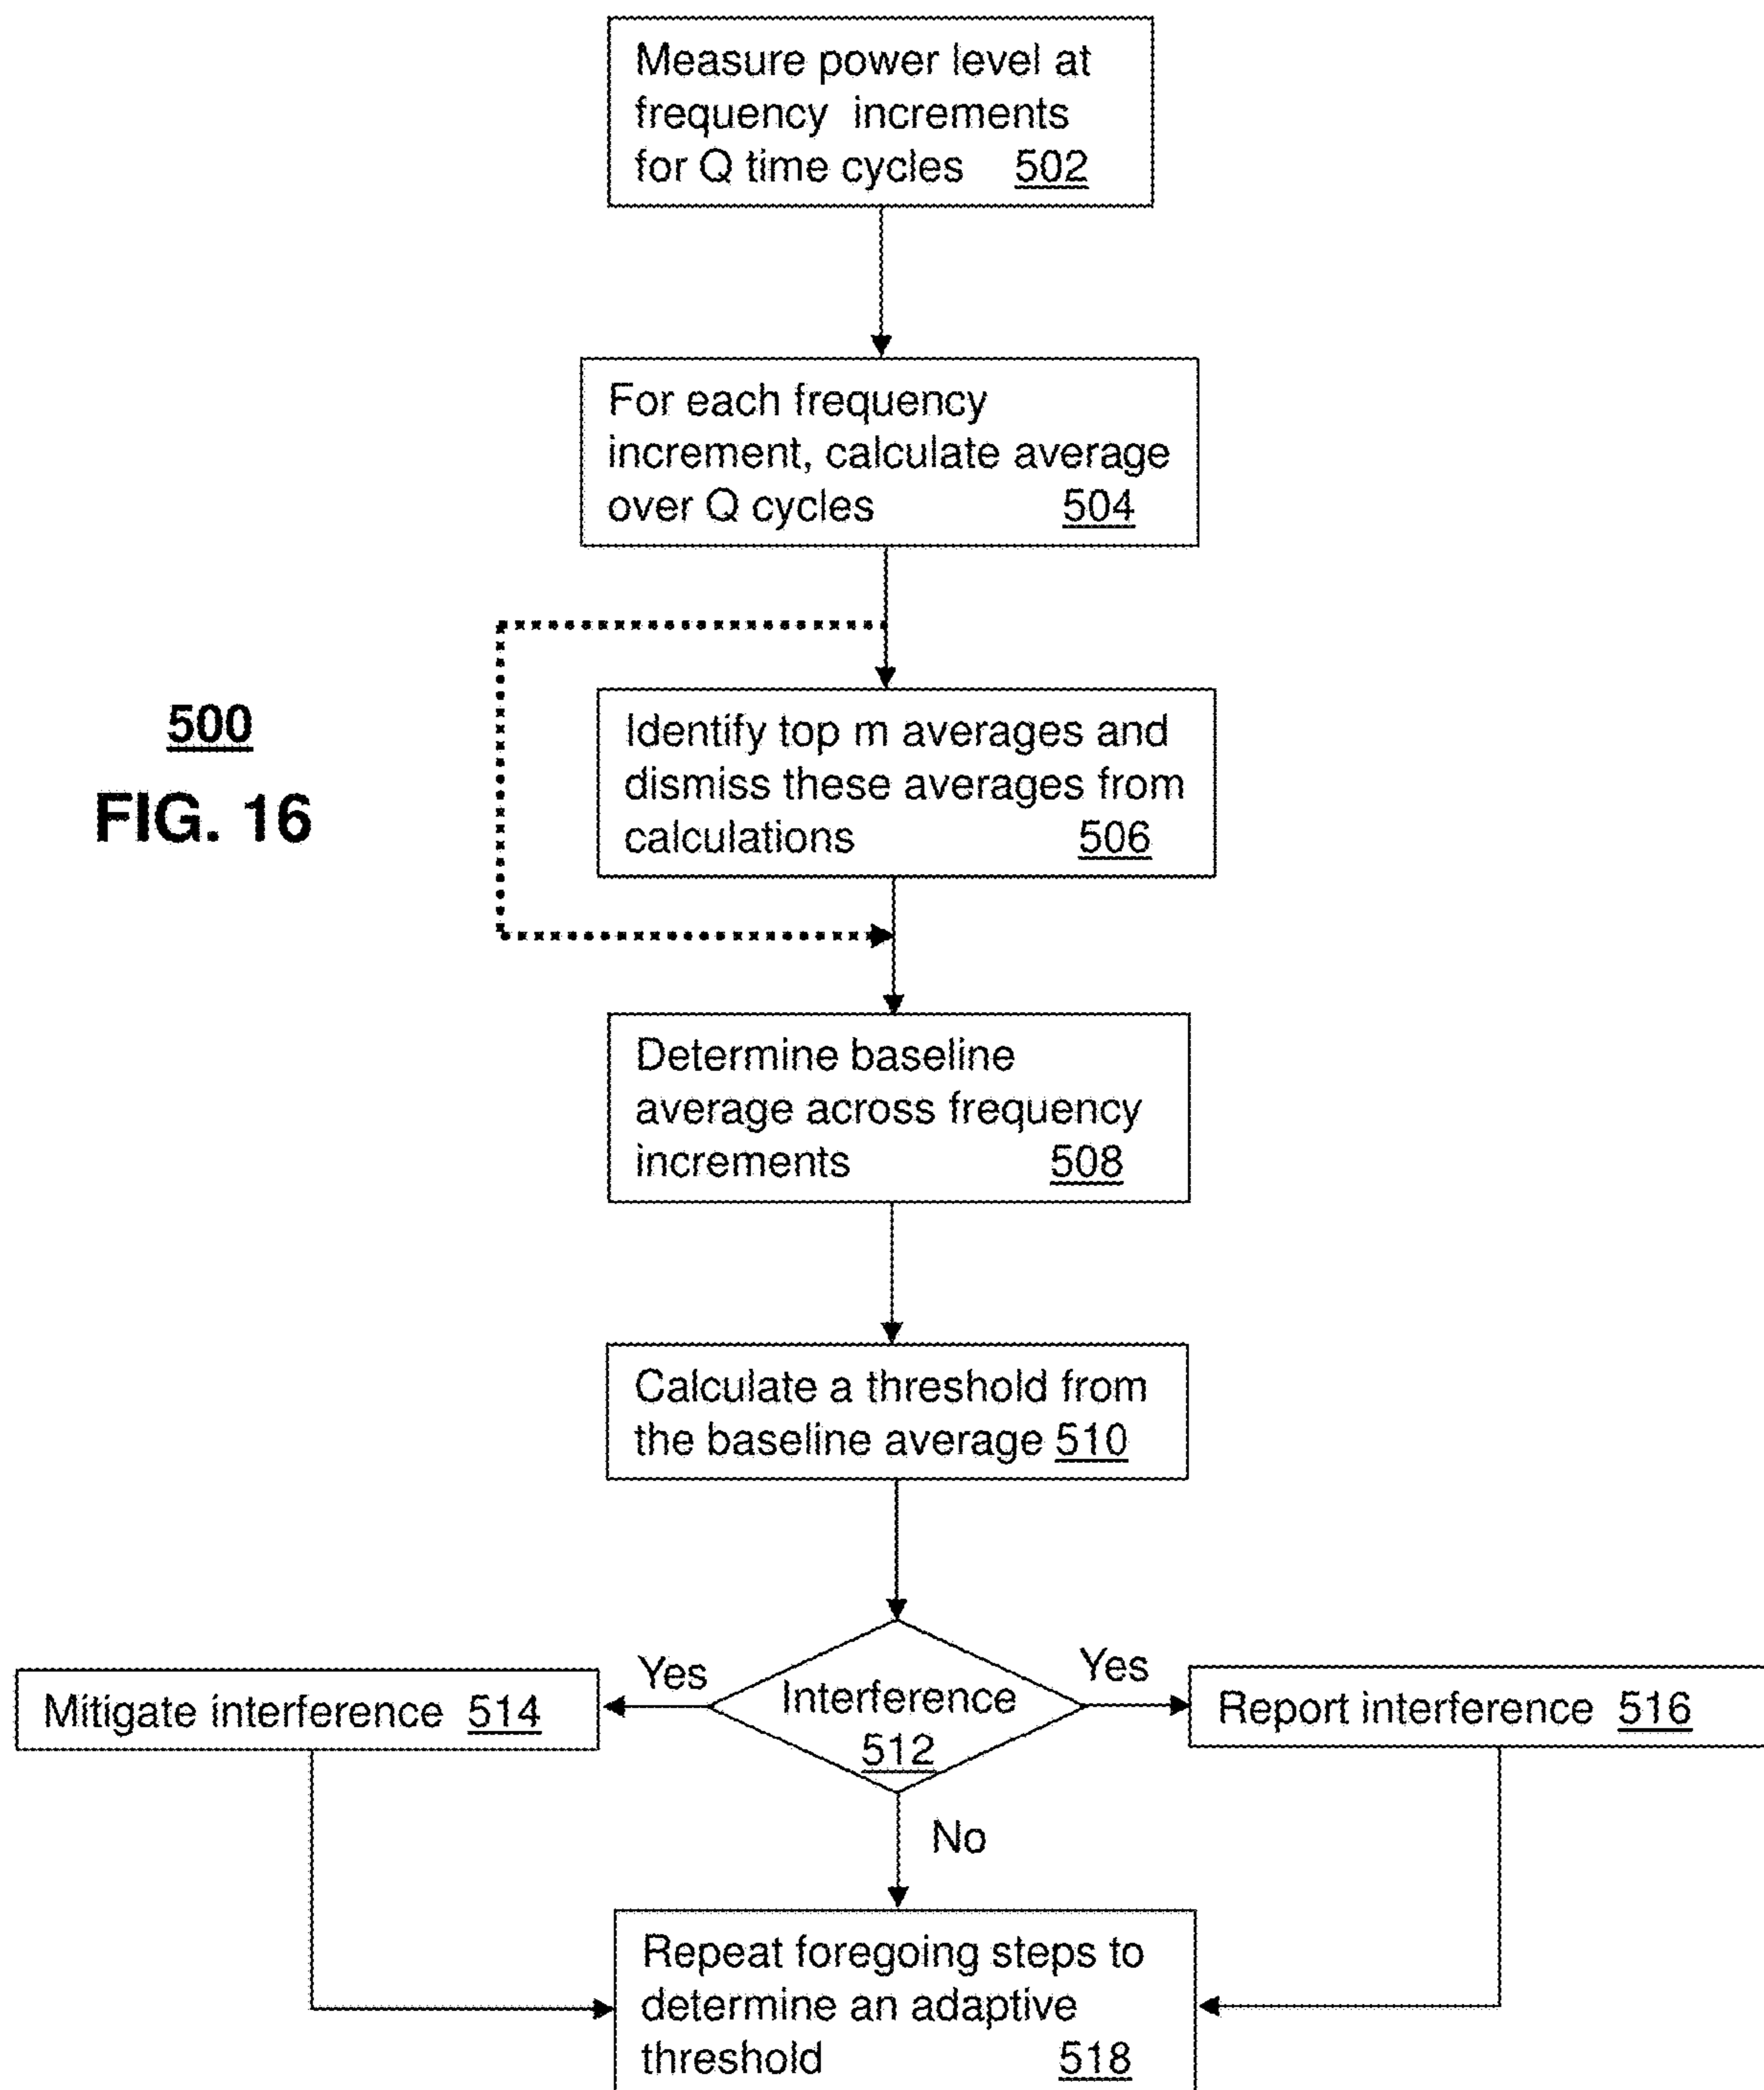 Measure power level at
frequency increments
for Q time cycles 502
For each frequency
increment, calculate average
over Q cycles 504
500
FIG. 16
Identify top m averages and
dismiss these averages from
calculations 506
Determine baseline
average across frequency
increments 508
Calculate a threshold from
the baseline average 510
Yes
Yes
Mitigate interference 514
Interference
512
Report interference 516
No
Repeat foregoing steps to
determine an adaptive
threshold 518